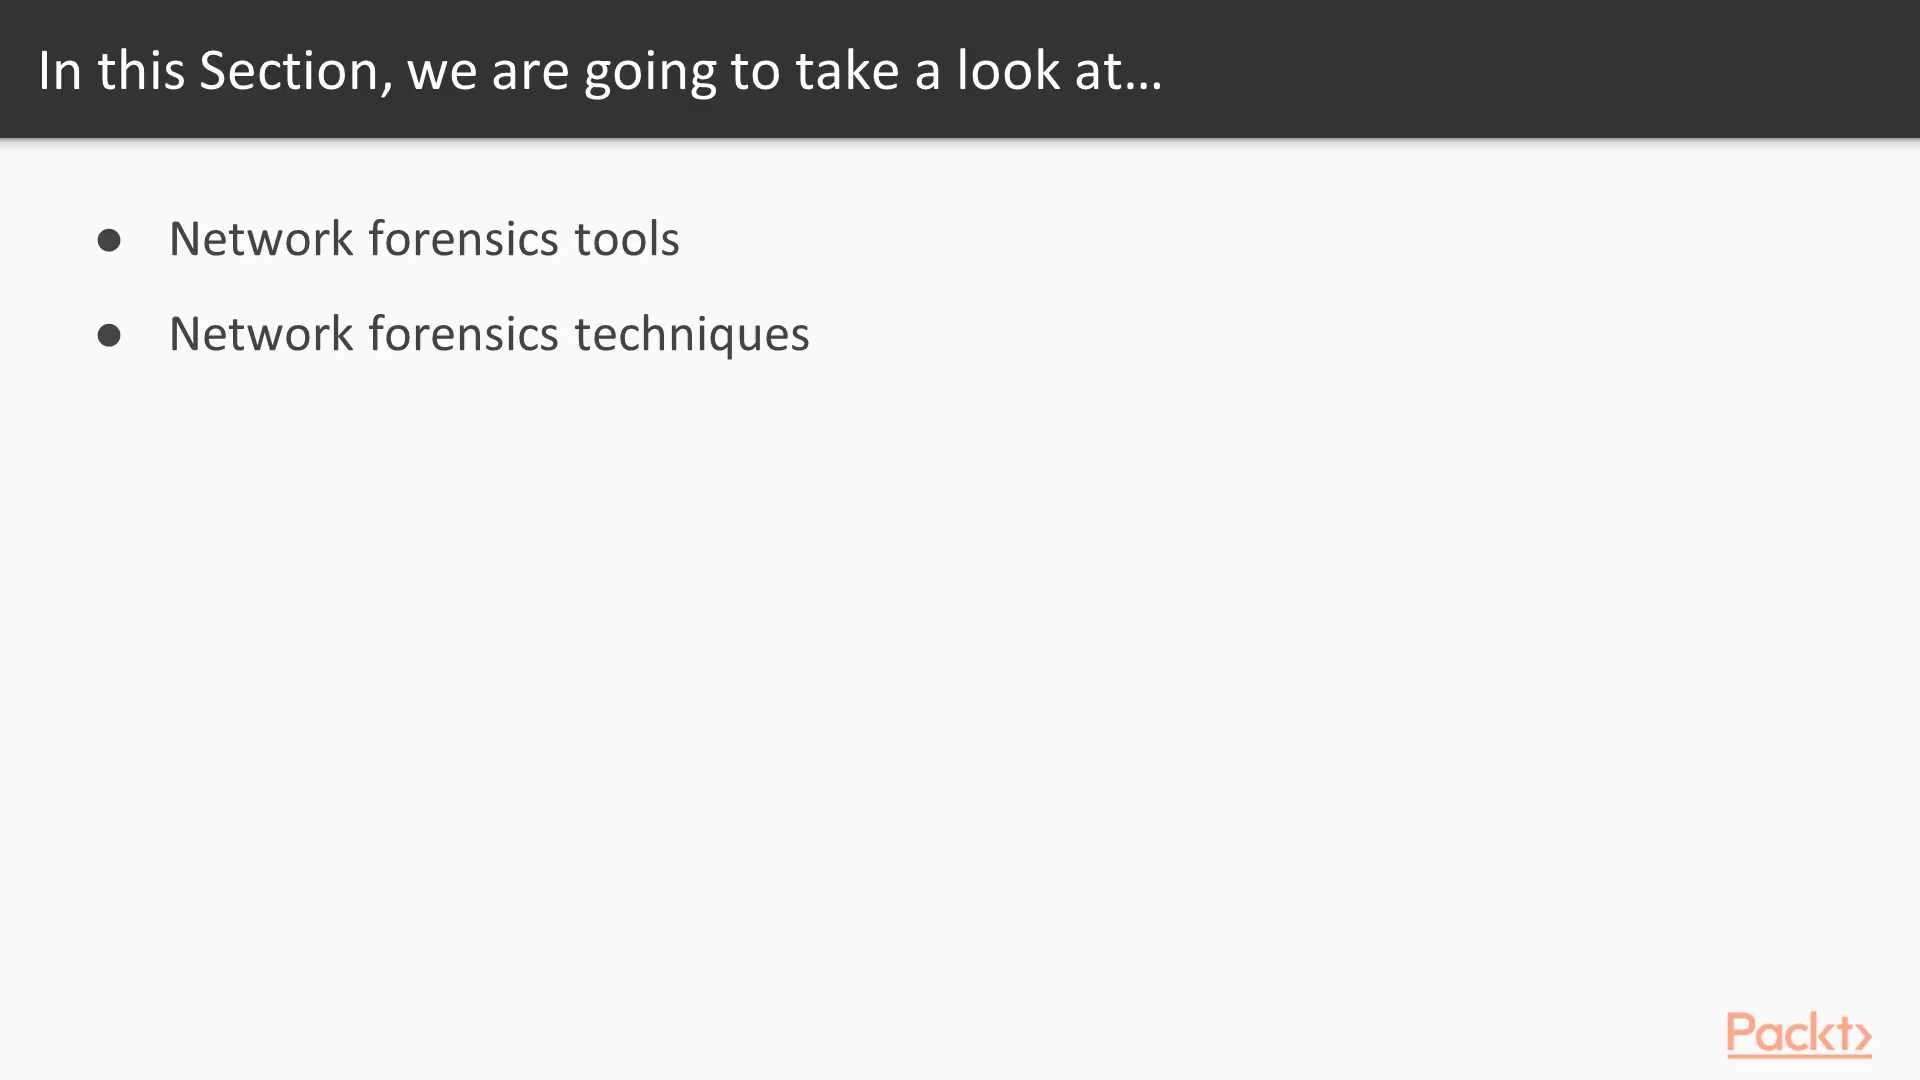 In this Section, we are going to take a look at…
● Network forensics tools
● Network forensics techniques
Packt>